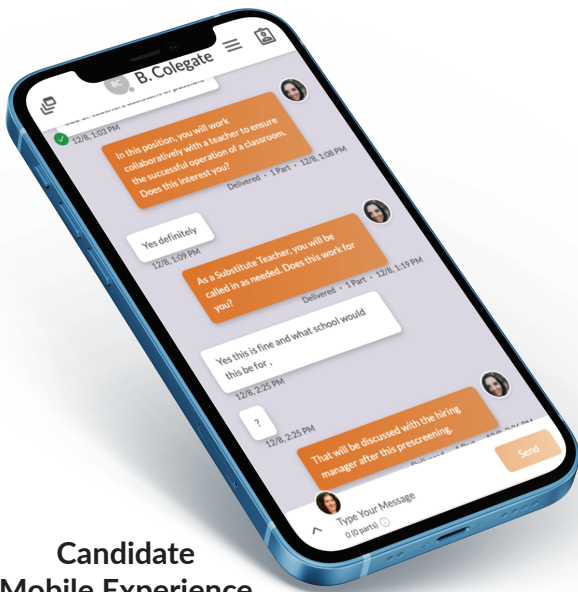 BC
B. Colegate
12/8, 1:03 PM
In this position, you will work
collaboratively with a teacher to ensure
the successful operation of a classroom.
Does this interest you?
Delivered • 1 Part • 12/8, 1:08 PM
Yes definitely
12/8, 1:09 PM
As a Substitute Teacher, you will be
called in as needed. Does this work for
you?
Delivered • 1 Part • 12/8, 1:19 PM
Yes this is fine and what school would
this be for ,
12/8, 2:25 PM
?
12/8, 2:25 PM
That will be discussed with the hiring
manager after this prescreening.
Send
Type Your Message
0 (0 parts)
Candidate
Mobile Experience